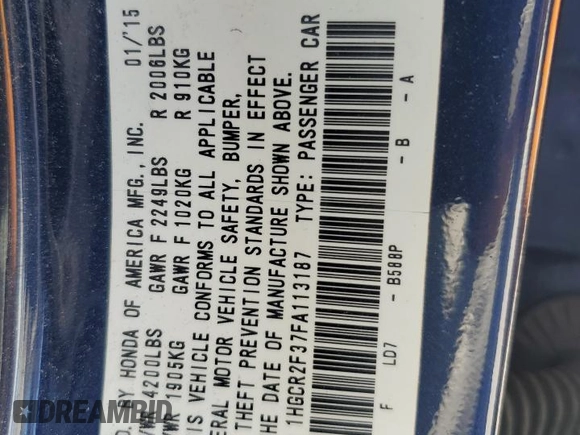 BY HONDA OF AMERICA MFG., INC. 01/'15
4200LBS GAWR F 2249LBS R 2006LBS
1905KG GAWR F 1020KG R 910KG
IS VEHICLE CONFORMS TO ALL APPLICABLE
ERAL MOTOR VEHICLE SAFETY, BUMPER,
THEFT PREVENTION STANDARDS IN EFFECT
HE DATE OF MANUFACTURE SHOWN ABOVE.
1HGCR2F37FA113187 TYPE: PASSENGER CAR
F LD7 - B588P - B - A
DREAMBID